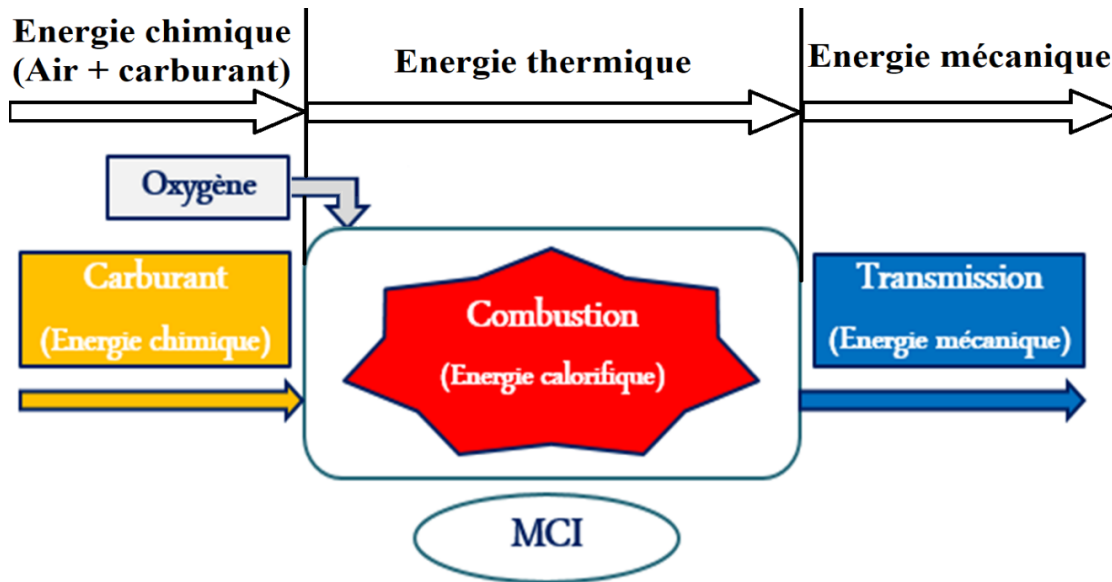 Energie chimique
(Air + carburant)
Energie thermique
Energie mécanique
Oxygène
Carburant
(Energie chimique)
Combustion
(Energie calorifique)
Transmission
(Energie mécanique)
MCI